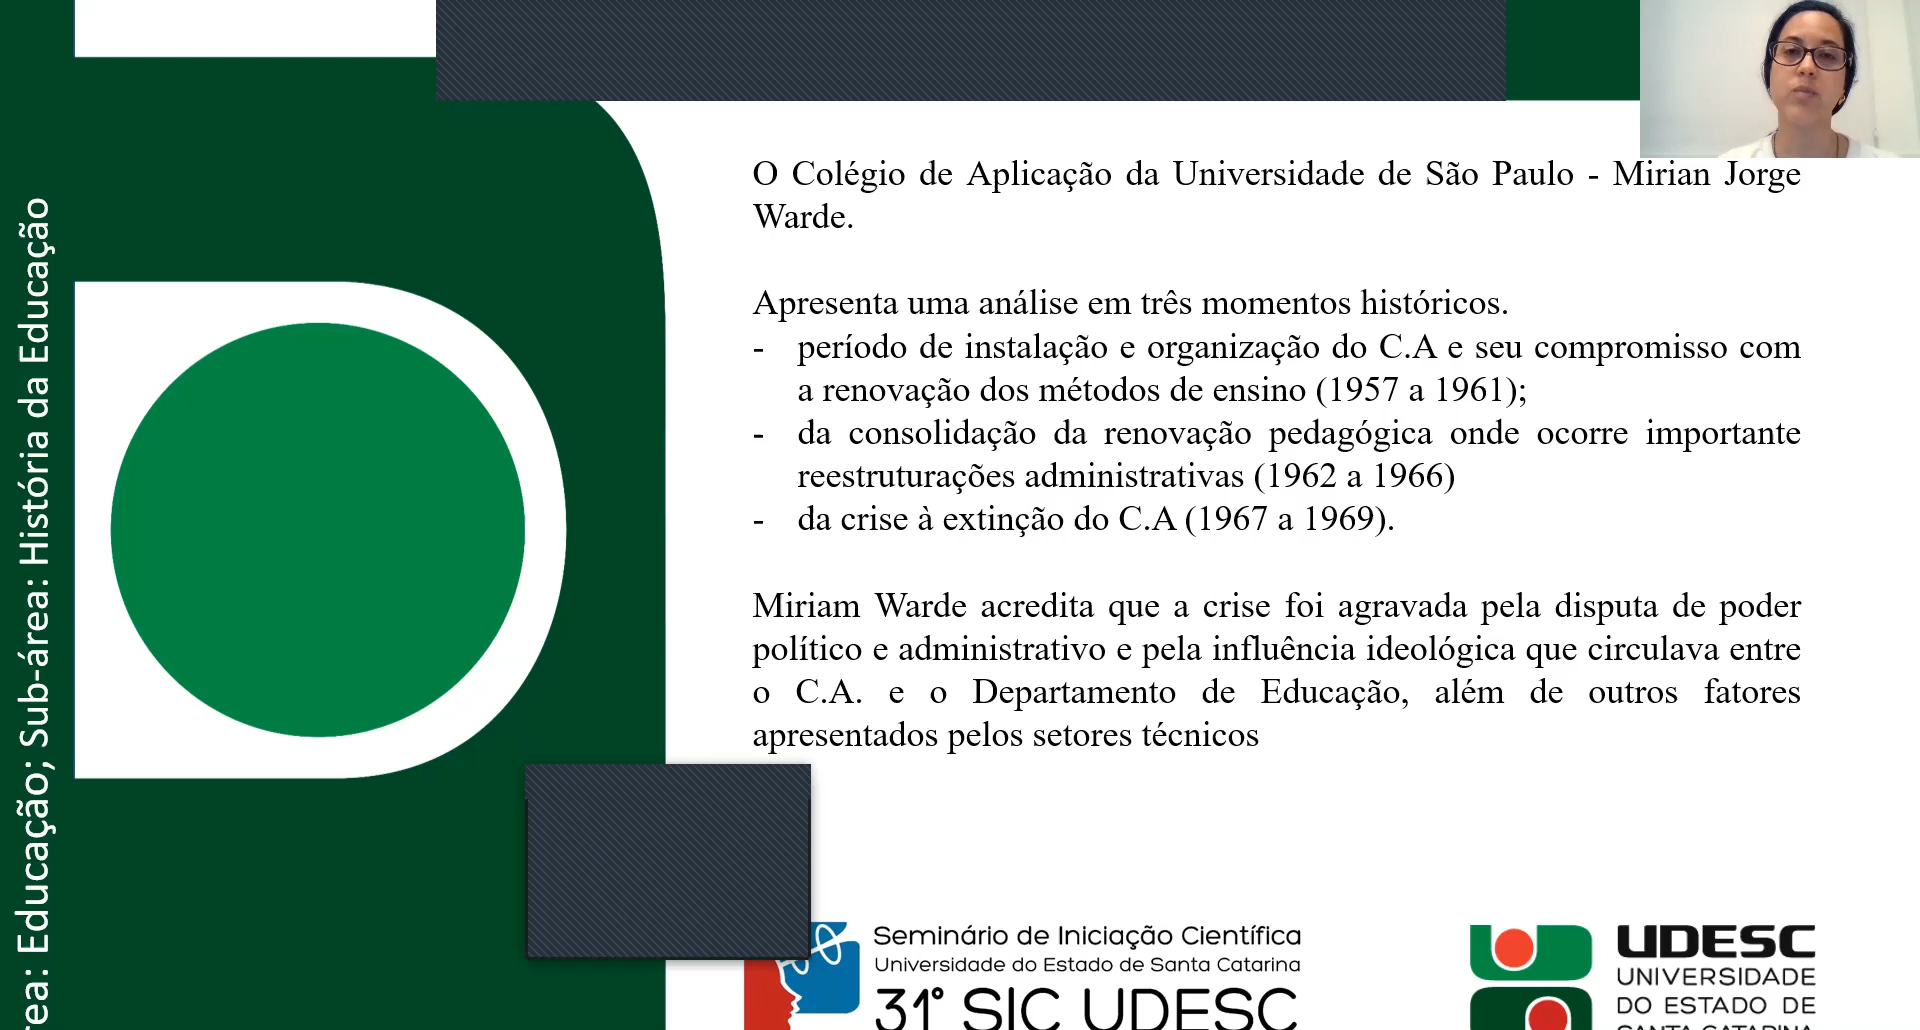 rea: Educação; Sub-área: História da Educação
O Colégio de Aplicação da Universidade de São Paulo - Mirian Jorge
Warde.
Apresenta uma análise em três momentos históricos.
- período de instalação e organização do C.A e seu compromisso com
a renovação dos métodos de ensino (1957 a 1961);
- da consolidação da renovação pedagógica onde ocorre importante
reestruturações administrativas (1962 a 1966)
- da crise à extinção do C.A (1967 a 1969).
Miriam Warde acredita que a crise foi agravada pela disputa de poder
político e administrativo e pela influência ideológica que circulava entre
o C.A. e o Departamento de Educação, além de outros fatores
apresentados pelos setores técnicos
Seminário de Iniciação Científica
Universidade do Estado de Santa Catarina
31º SIC UDESC
UDESC
UNIVERSIDADE
DO ESTADO DE
SANTA CATARINA